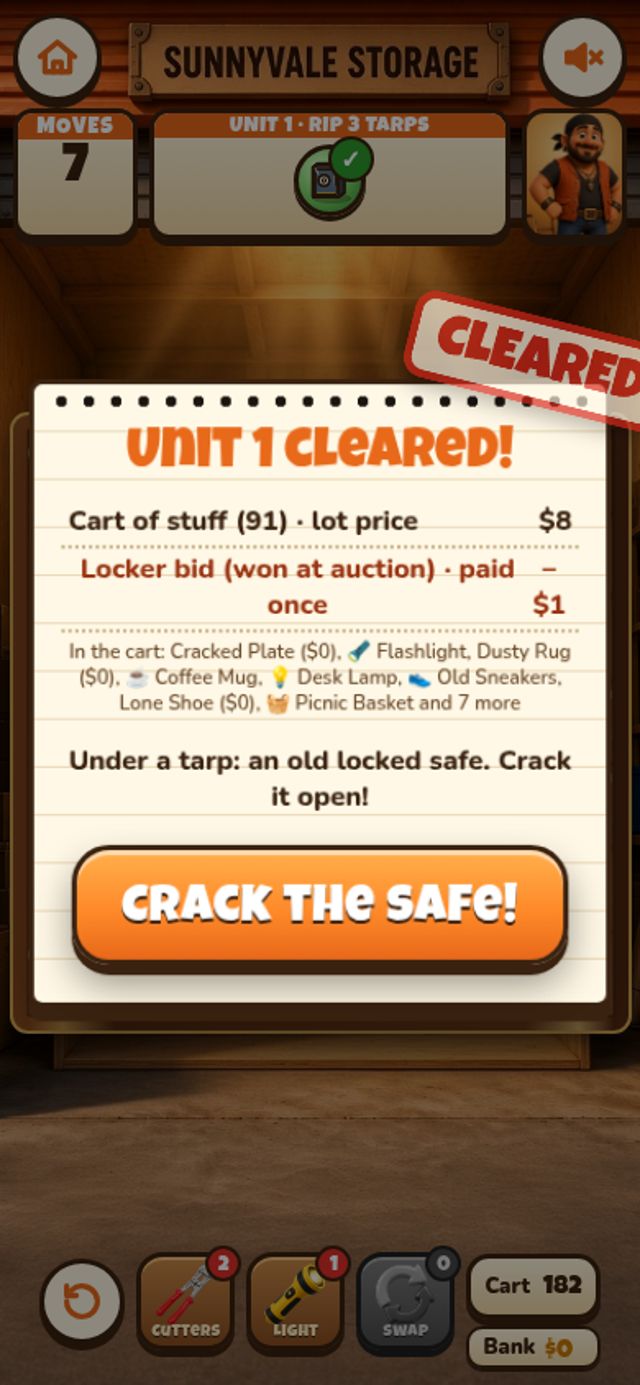 SUNNYVALE STORAGE
MOVES
7
UNIT 1 · RIP 3 TARPS
CLEARED
UNIT 1 CLEARED!
Cart of stuff (91) · lot price $8
Locker bid (won at auction) · paid –
once $1
In the cart: Cracked Plate ($0), 🔦 Flashlight, Dusty Rug
($0), ☕ Coffee Mug, 💡 Desk Lamp, 👟 Old Sneakers,
Lone Shoe ($0), 🧺 Picnic Basket and 7 more
Under a tarp: an old locked safe. Crack
it open!
CRACK THE SAFE!
2
CUTTERS
1
LIGHT
0
SWAP
Cart 182
Bank $0